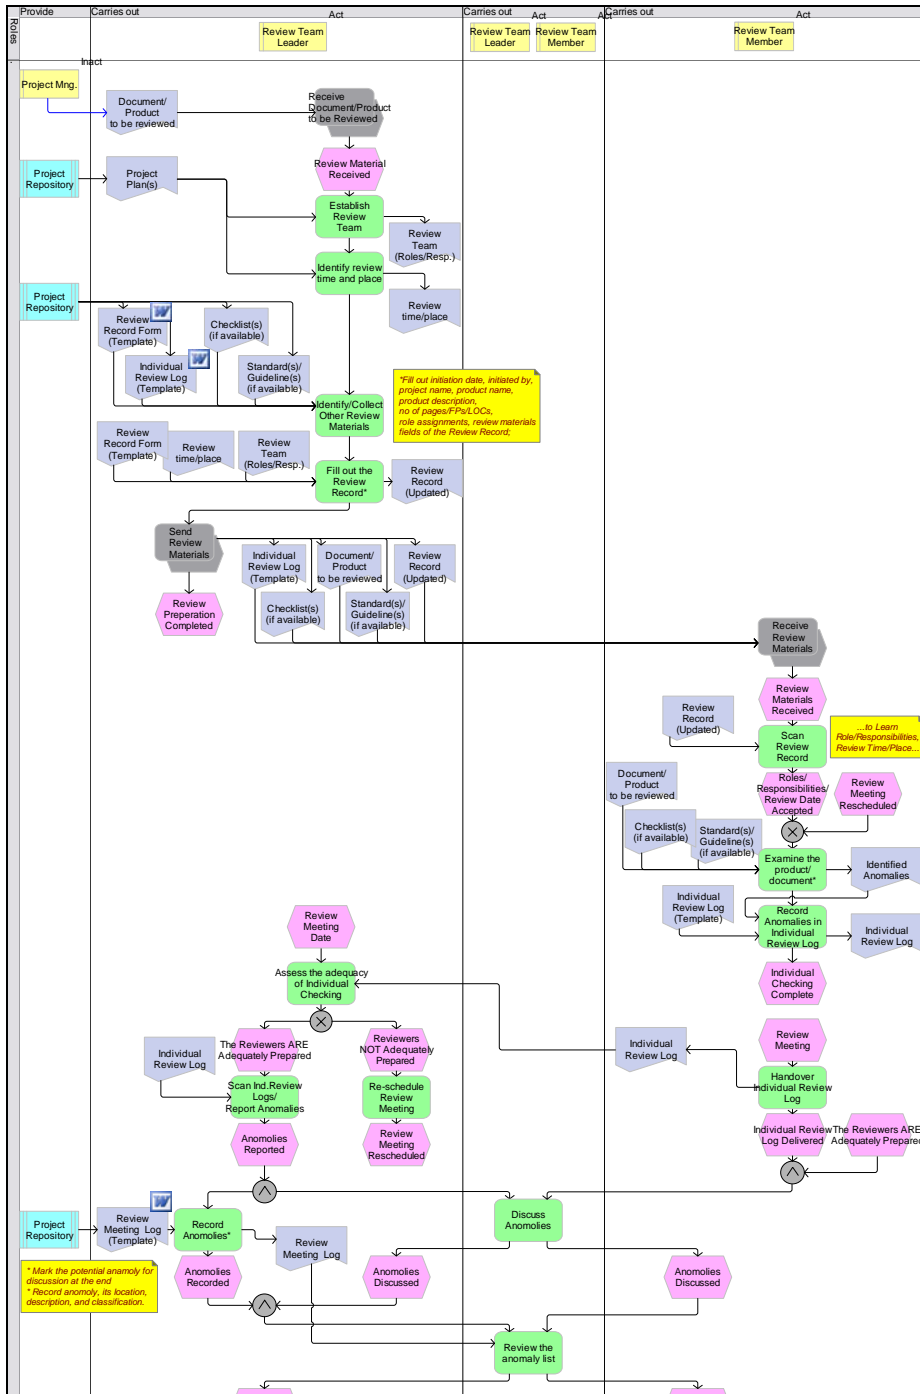 Provide
Carries out
Act
Carries out
Act
Act
Carries out
Act
Roles
Review Team
Leader
Review Team
Leader
Review Team
Member
Review Team
Member
Inact
Project Mng.
Document/
Product
to be reviewed
Receive
Document/Product
to be Reviewed
Review Material
Received
Project
Repository
Project
Plan(s)
Establish
Review
Team
Review
Team
(Roles/Resp.)
Identify review
time and place
Review
time/place
Project
Repository
Review
Record Form
(Template)
W
Checklist(s)
(if available)
Individual
Review Log
(Template)
W
Standard(s)/
Guideline(s)
(if available)
Identify/Collect
Other Review
Materials
*Fill out initiation date, initiated by,
project name, product name,
product description,
no of pages/FPs/LOCs,
role assignments, review materials
fields of the Review Record;
Review
Record Form
(Template)
Review
time/place
Review
Team
(Roles/Resp.)
Fill out the
Review
Record*
Review
Record
(Updated)
Send
Review
Materials
Individual
Review Log
(Template)
Document/
Product
to be reviewed
Review
Record
(Updated)
Review
Preperation
Completed
Checklist(s)
(if available)
Standard(s)/
Guideline(s)
(if available)
Receive
Review
Materials
Review
Materials
Received
Review
Record
(Updated)
Scan
Review
Record
...to Learn
Role/Responsibilities,
Review Time/Place...
Document/
Product
to be reviewed
Roles/
Responsibilities/
Review Date
Accepted
Review
Meeting
Rescheduled
Checklist(s)
(if available)
Standard(s)/
Guideline(s)
(if available)
Examine the
product/
document*
Identified
Anomalies
Individual
Review Log
(Template)
Record
Anomalies in
Individual
Review Log
Individual
Review Log
Review
Meeting
Date
Assess the adequacy
of Individual
Checking
Individual
Checking
Complete
The Reviewers ARE
Adequately Prepared
Reviewers
NOT Adequately
Prepared
Individual
Review Log
Individual
Review Log
Review
Meeting
Scan Ind.Review
Logs/
Report Anomalies
Re-schedule
Review
Meeting
Handover
Individual Review
Log
Anomolies
Reported
Review
Meeting
Rescheduled
Individual Review
Log Delivered
The Reviewers ARE
Adequately Prepared
Project
Repository
Review
Meeting Log
(Template)
W
Record
Anomolies*
Review
Meeting Log
Discuss
Anomolies
* Mark the potential anamoly for
discussion at the end
* Record anomoly, its location,
description, and classification.
Anomolies
Recorded
Anomolies
Discussed
Anomolies
Discussed
Review the
anomaly list